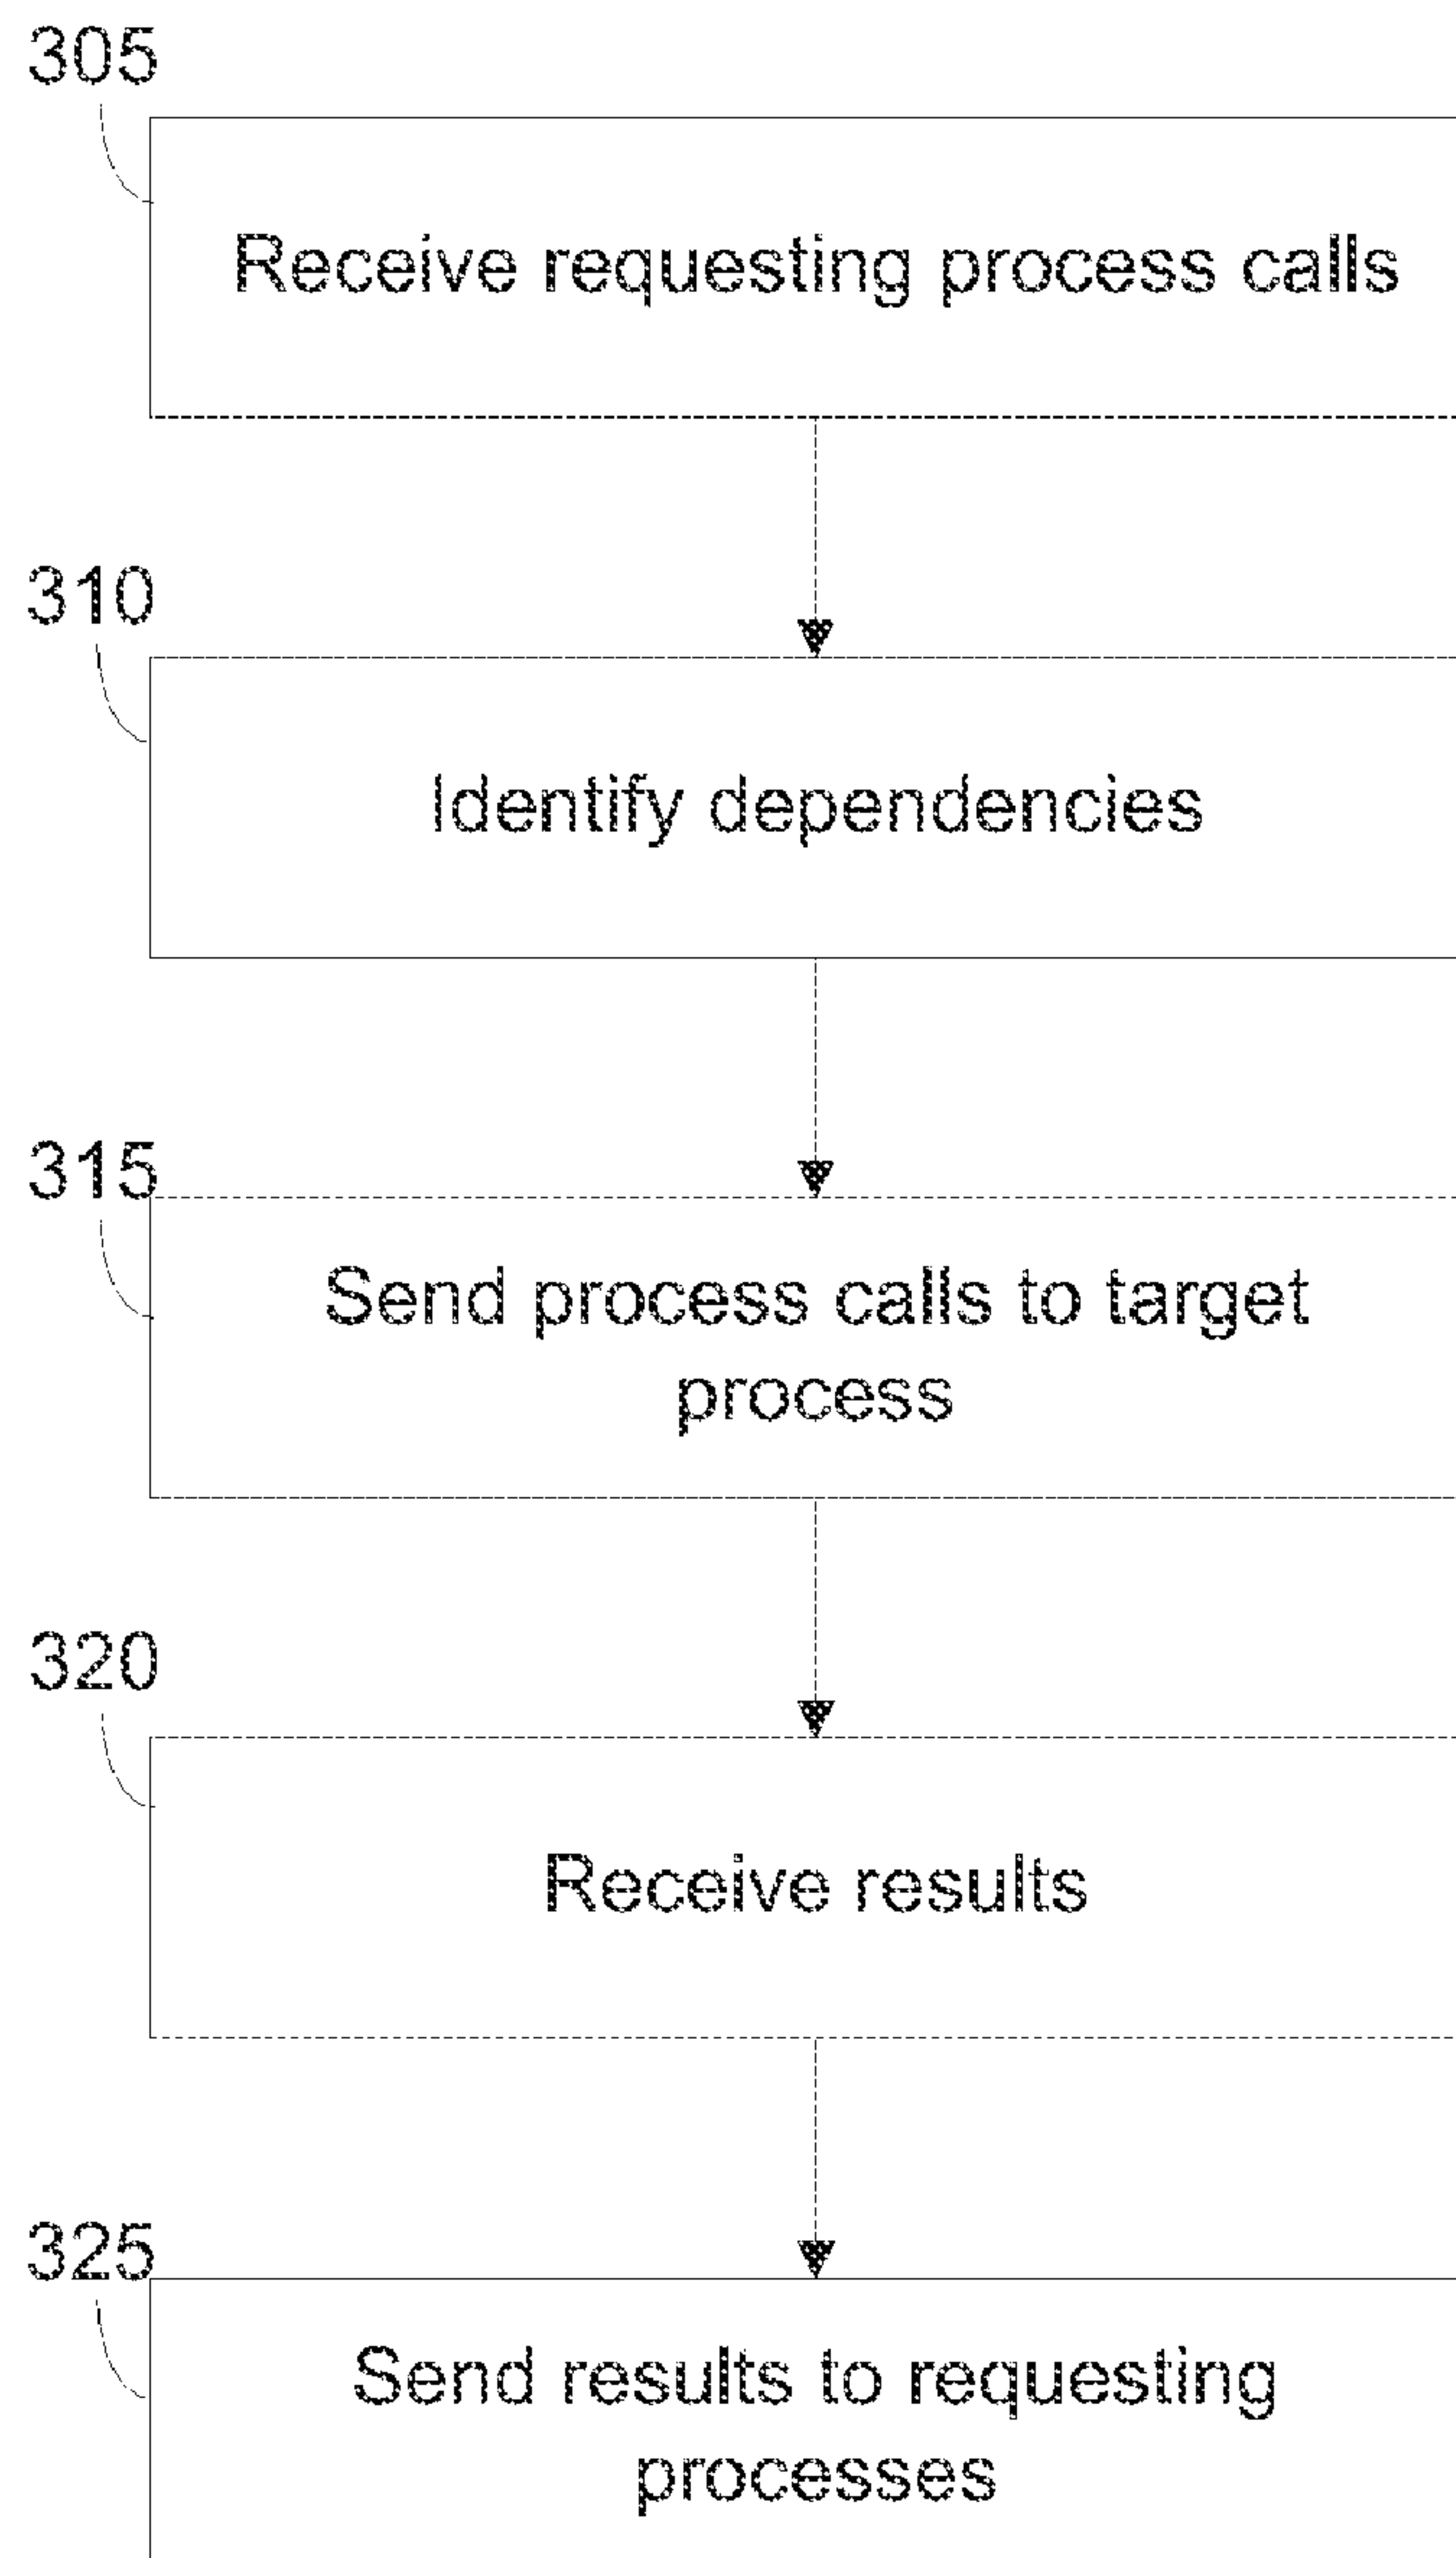 305
Receive requesting process calls
310
Identify dependencies
315
Send process calls to target
process
320
Receive results
325
Send results to requesting
processes